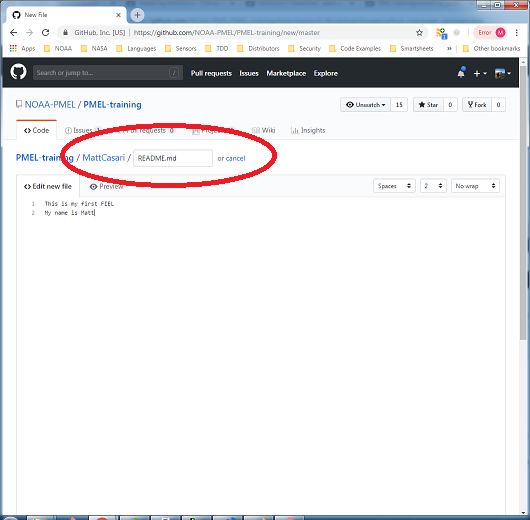 New File
GitHub, Inc. [US] | https://github.com/NOAA-PMEL/PMEL-training/new/master
Error M
Apps NOAA NASA Languages Sensors TDD Distributors Security Code Examples Smartsheets » Other bookmarks
Search or jump to... / Pull requests Issues Marketplace Explore
NOAA-PMEL / PMEL-training
Unwatch 15 Star 0 Fork 0
Code Issues requests 0 Wiki Insights
PMEL-training / MattCasari / README.md or cancel
Edit new file Preview Spaces 2 No wrap
1 This is my first FIEL
2 My name is Matt